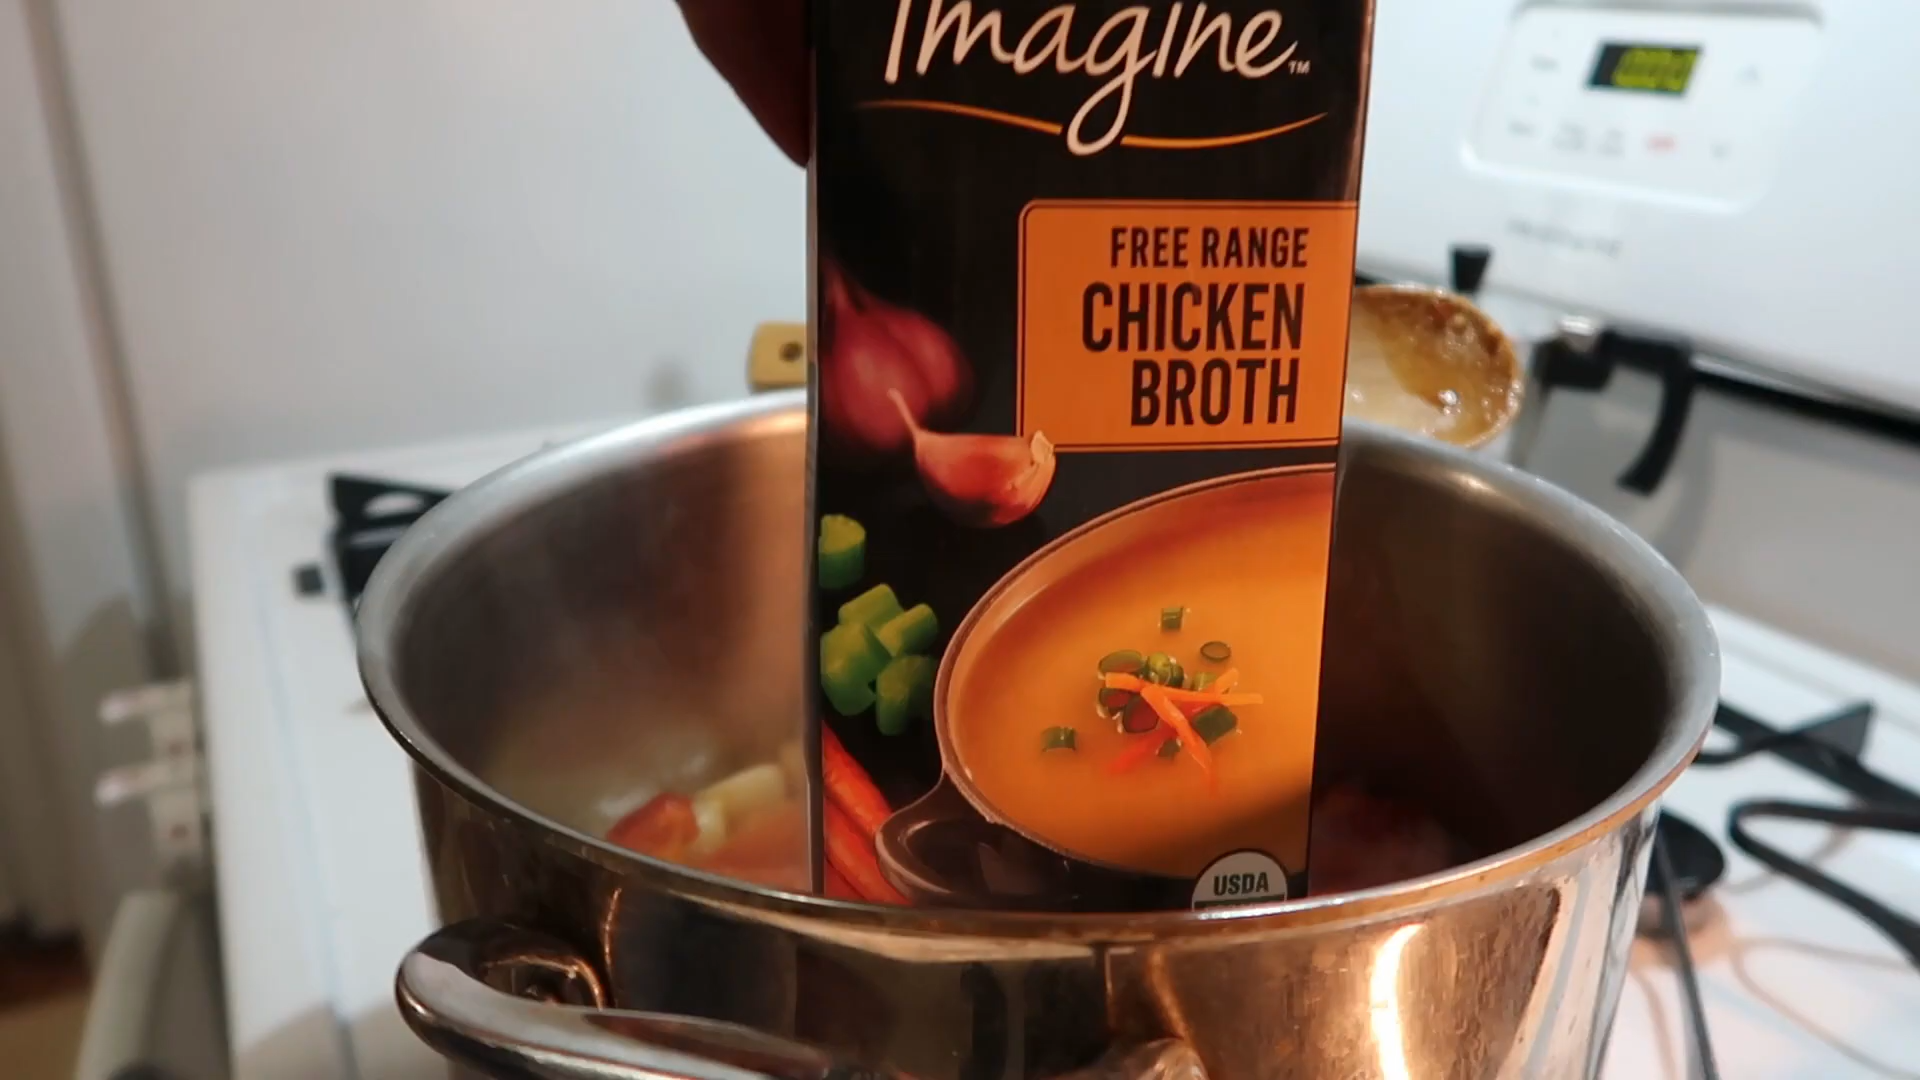 Imagine™
FREE RANGE
CHICKEN
BROTH
USDA